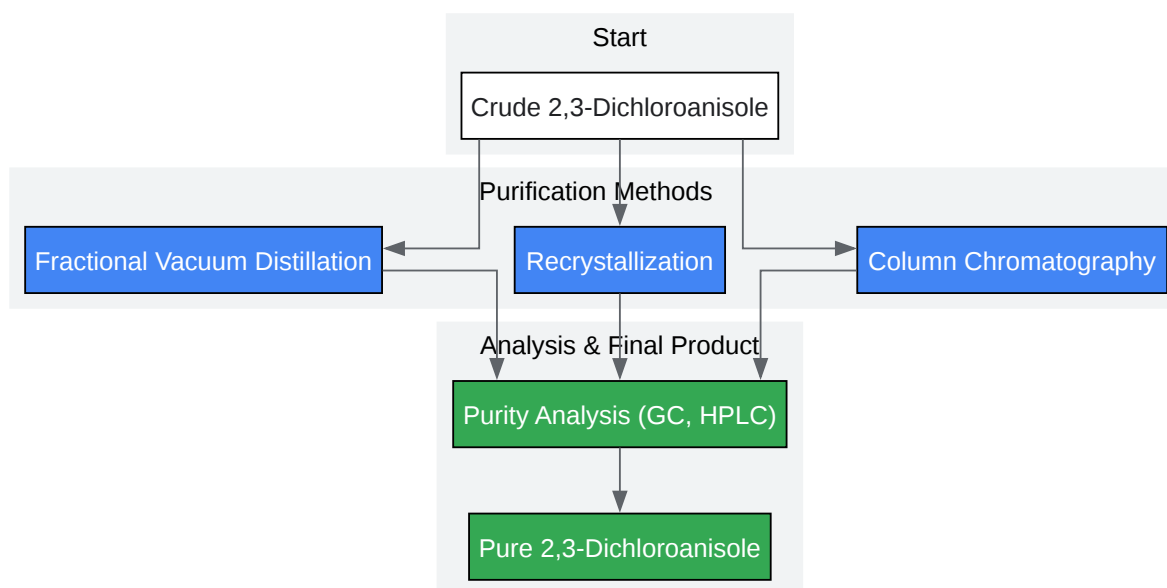 Start
Crude 2,3-Dichloroanisole
Purification Methods
Fractional Vacuum Distillation
Recrystallization
Column Chromatography
Analysis & Final Product
Purity Analysis (GC, HPLC)
Pure 2,3-Dichloroanisole